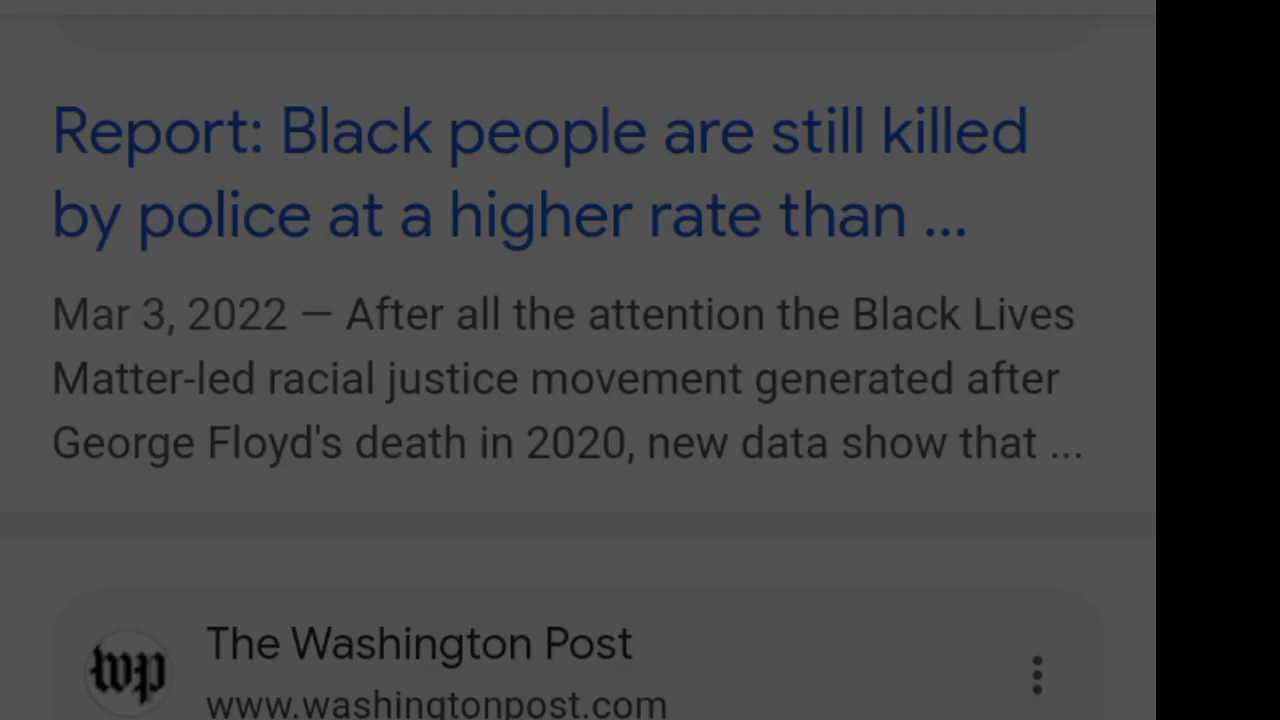 Report: Black people are still killed
by police at a higher rate than ...
Mar 3, 2022 — After all the attention the Black Lives
Matter-led racial justice movement generated after
George Floyd's death in 2020, new data show that ...
wp
The Washington Post
www.washingtonpost.com